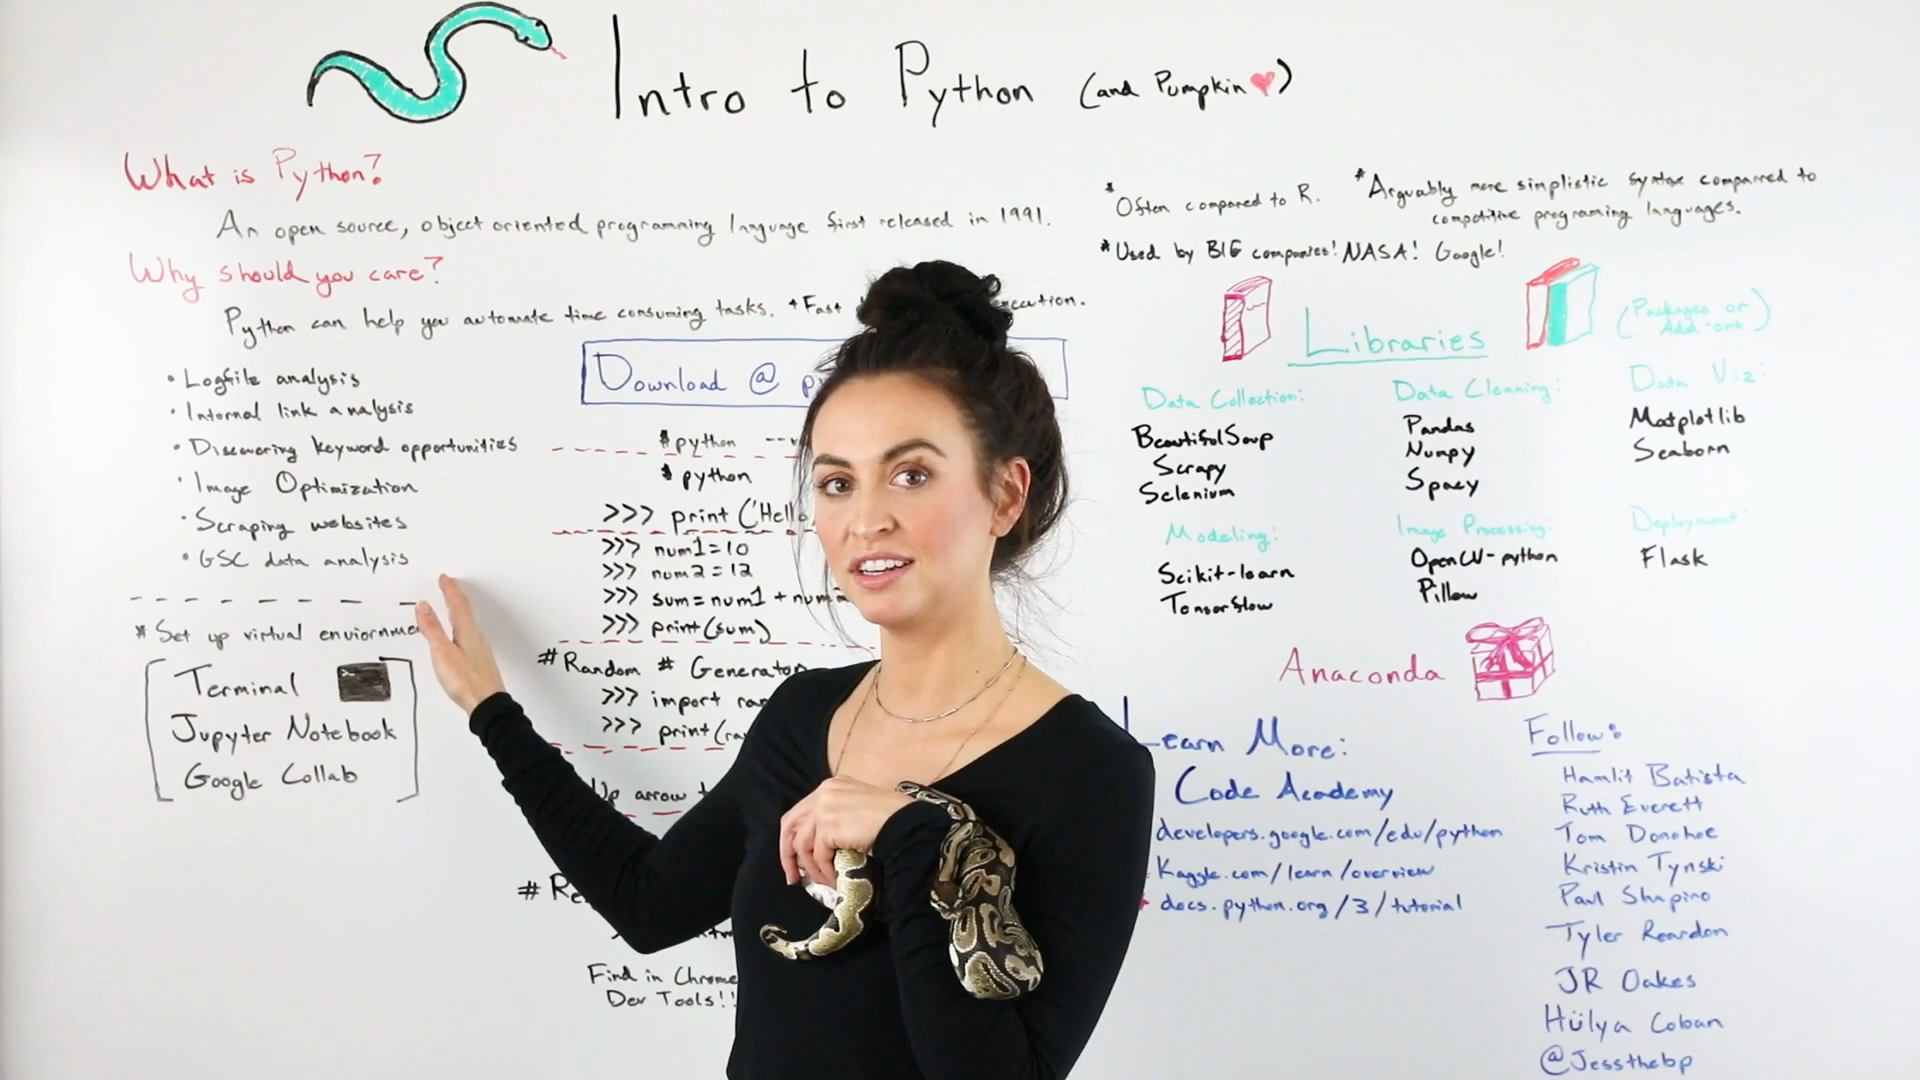 Intro to Python (and Pumpkin ❤)
What is Python?
An open source, object oriented programming language first released in 1991.
* Often compared to R.
* Arguably more simplistic syntax comparred to
competitive programing languages.
* Used by BIG companies! NASA! Google!
Why should you care?
Python can help you automate time consuming tasks. * Fast
• Logfile analysis
• Internal link analysis
• Discovering keyword opportunities
• Image Optimization
• Scraping websites
• GSC data analysis
* Set up virtual
Terminal
Jupyter Notebook
Google Collab
Download @
python
python
>>> print ('Hello
>>> num1=10
>>> num2=12
>>> sum=num1 +
>>> print(sum)
# Random # Generator
>>> import
>>> print(
Up arrow
#
Find in Chrome
Dev Tools!!
Libraries
(Packages or
Add-ons)
Data Collection:
BeautifulSoup
Scrapy
Selenium
Data Cleaning:
Pandas
Numpy
Spacy
Data Viz:
Matplotlib
Seaborn
Modeling:
Scikit-learn
Tensorflow
Image Processing:
OpenCV-python
Pillow
Deployment:
Flask
Anaconda
Learn More:
Code Academy
developers.google.com/edu/python
Kaggle.com/learn/overview
docs.python.org/3/tutorial
Follow:
Hamlit Batista
Ruth Everett
Tom Donohoe
Kristin Tynski
Paul Shapiro
Tyler Reardon
JR Oakes
Hülya Coban
@Jessthebp